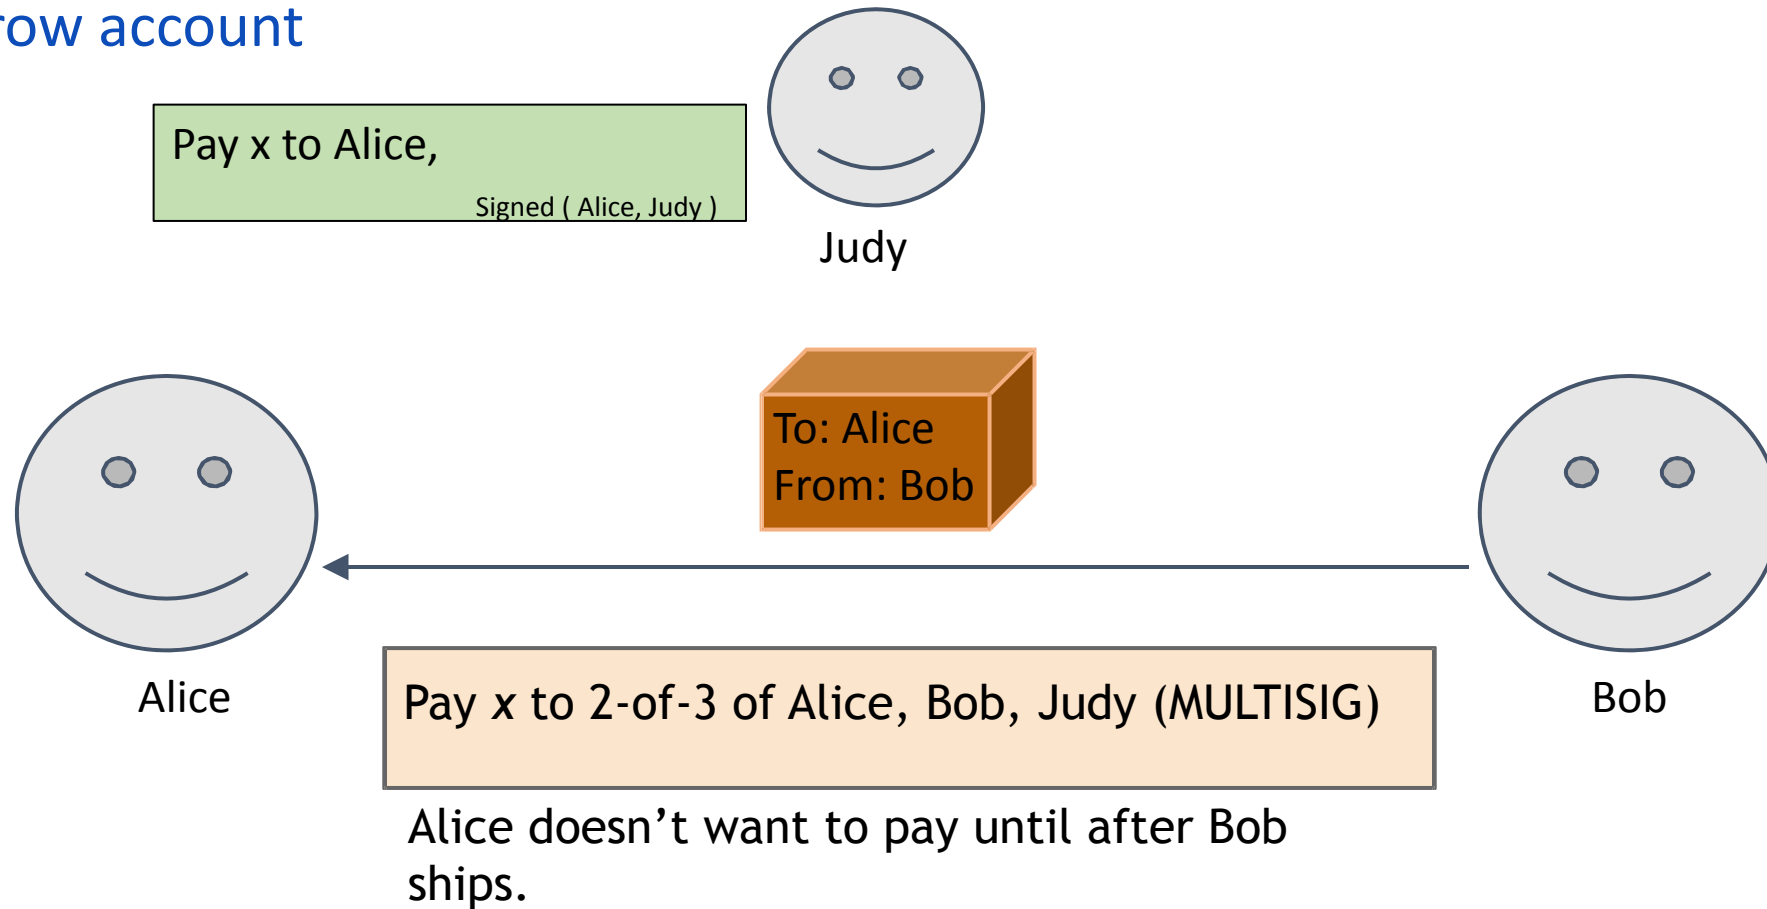 row account
Pay x to Alice,
Signed ( Alice, Judy )
Judy
To: Alice
From: Bob
Alice
Pay x to 2-of-3 of Alice, Bob, Judy (MULTISIG)
Bob
Alice doesn’t want to pay until after Bob
ships.